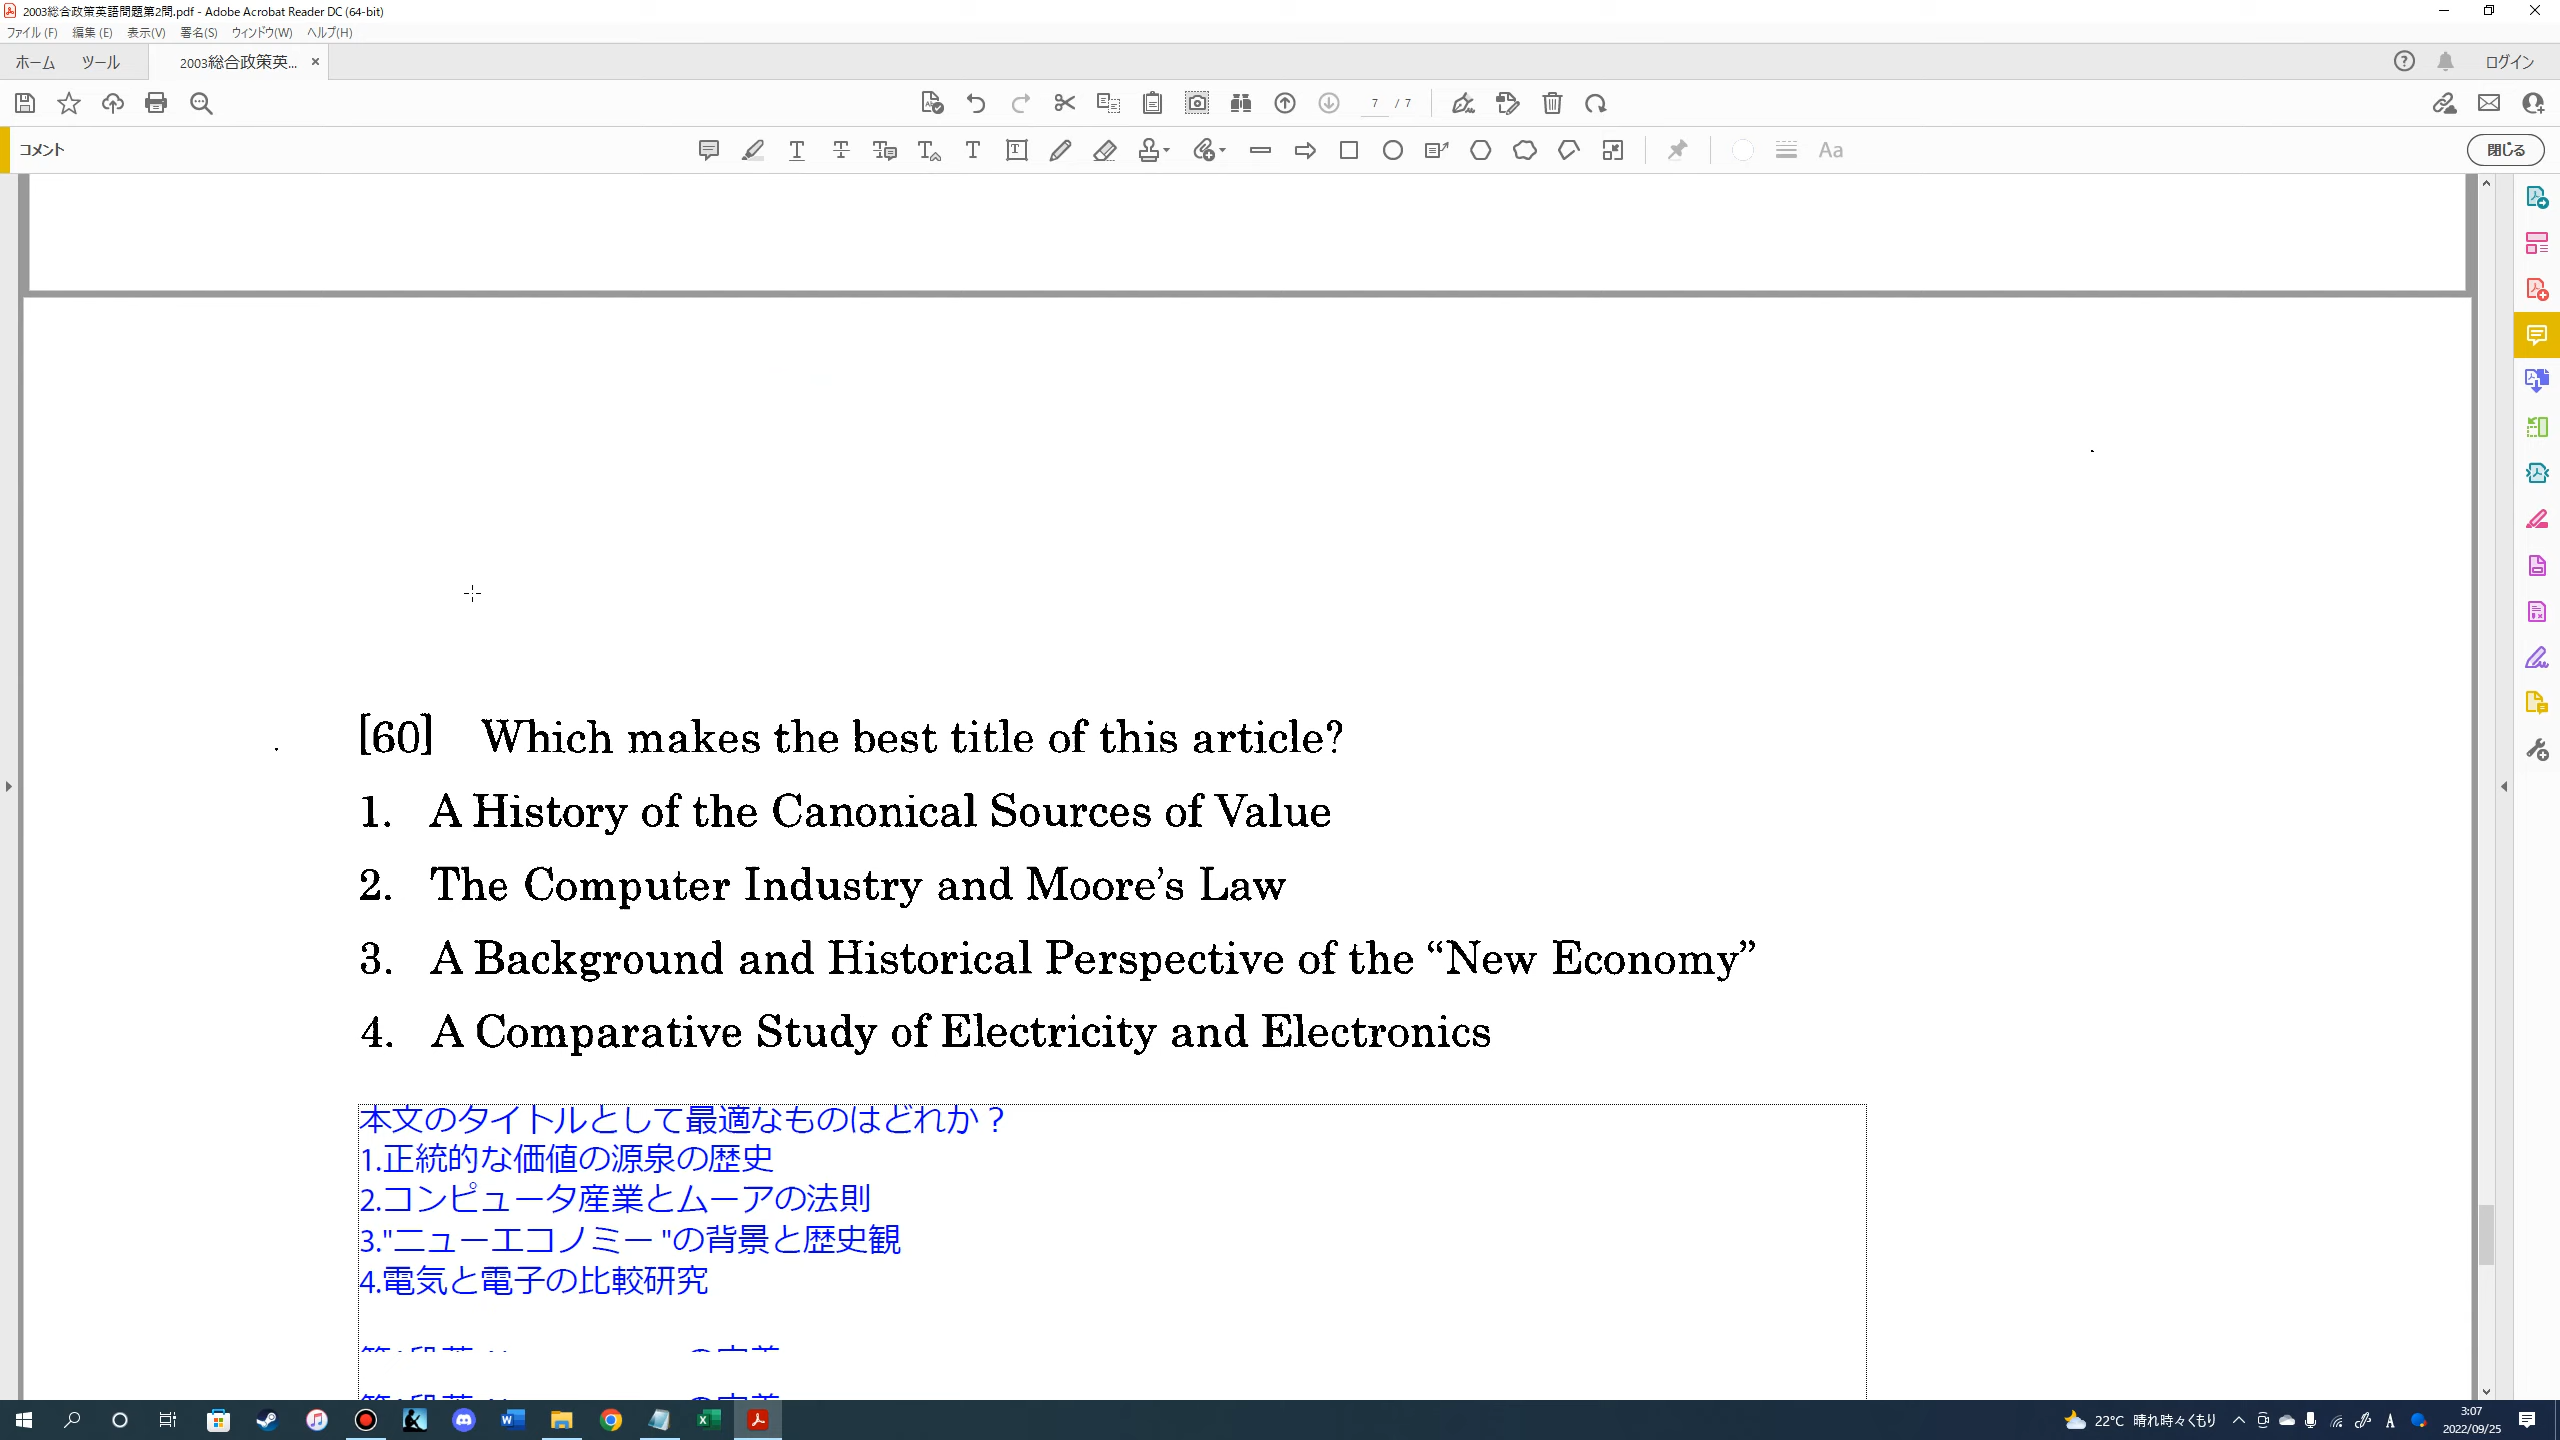 2003総合政策英語問題第2問.pdf - Adobe Acrobat Reader DC (64-bit)
ファイル(F) 編集(E) 表示(V) 署名(S) ウィンドウ(W) ヘルプ(H)
ホーム ツール 2003総合政策英... × ログイン
7 / 7
コメント Aa 閉じる
[60] Which makes the best title of this article?
1. A History of the Canonical Sources of Value
2. The Computer Industry and Moore's Law
3. A Background and Historical Perspective of the “New Economy”
4. A Comparative Study of Electricity and Electronics
本文のタイトルとして最適なものはどれか？
1.正統的な価値の源泉の歴史
2.コンピュータ産業とムーアの法則
3."ニューエコノミー "の背景と歴史観
4.電気と電子の比較研究
22°C 晴れ時々くもり A 3:07
2022/09/25